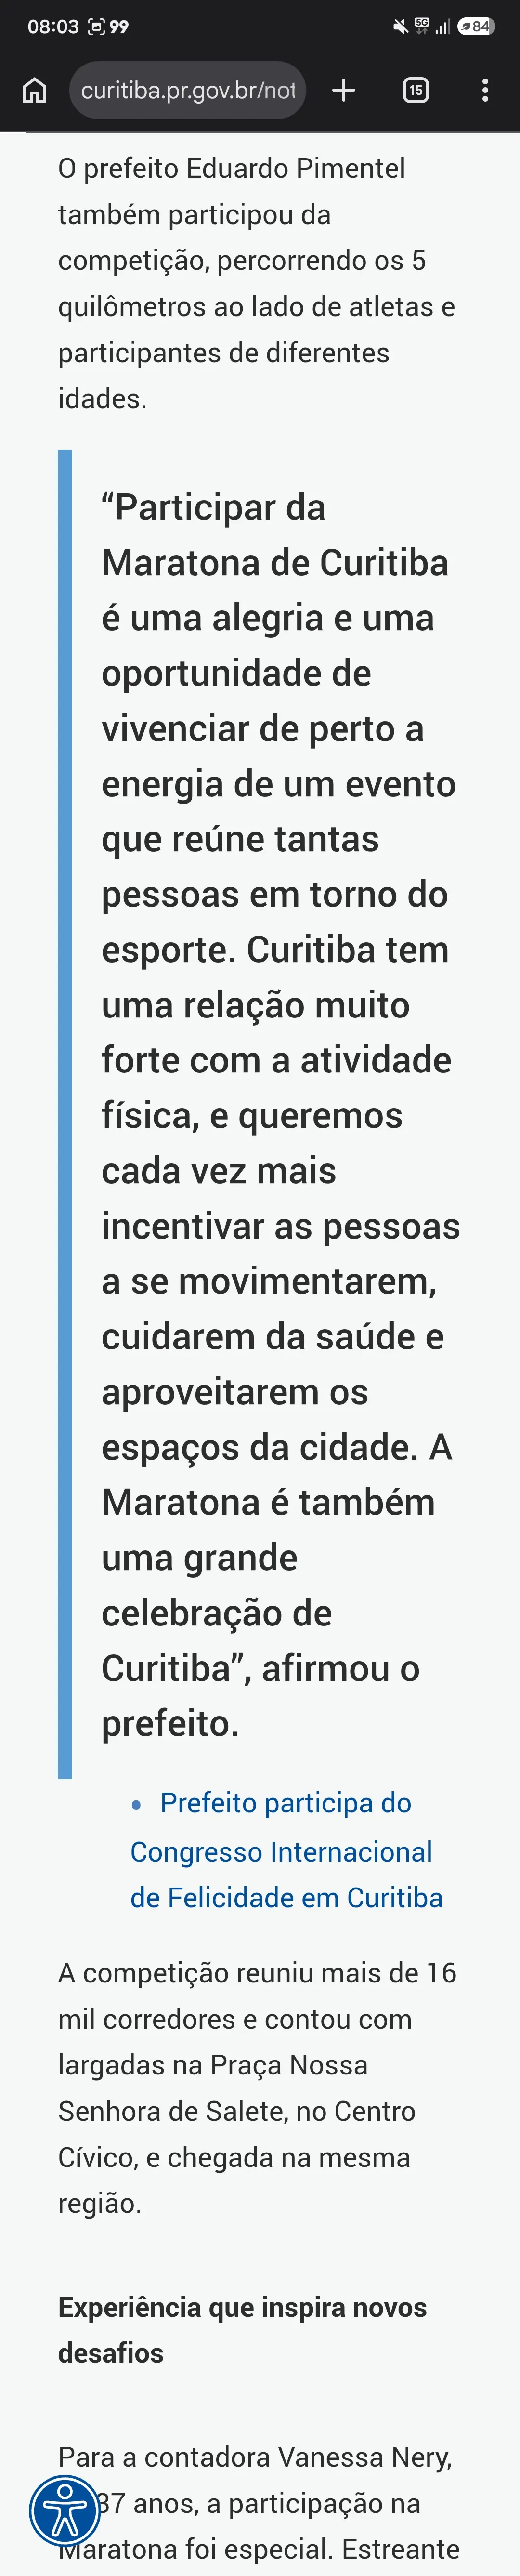 08:03 99 5G 84
curitiba.pr.gov.br/not 15
O prefeito Eduardo Pimentel
também participou da
competição, percorrendo os 5
quilômetros ao lado de atletas e
participantes de diferentes
idades.
“Participar da
Maratona de Curitiba
é uma alegria e uma
oportunidade de
vivenciar de perto a
energia de um evento
que reúne tantas
pessoas em torno do
esporte. Curitiba tem
uma relação muito
forte com a atividade
física, e queremos
cada vez mais
incentivar as pessoas
a se movimentarem,
cuidarem da saúde e
aproveitarem os
espaços da cidade. A
Maratona é também
uma grande
celebração de
Curitiba”, afirmou o
prefeito.
• Prefeito participa do
Congresso Internacional
de Felicidade em Curitiba
A competição reuniu mais de 16
mil corredores e contou com
largadas na Praça Nossa
Senhora de Salete, no Centro
Cívico, e chegada na mesma
região.
Experiência que inspira novos
desafios
Para a contadora Vanessa Nery,
37 anos, a participação na
Maratona foi especial. Estreante